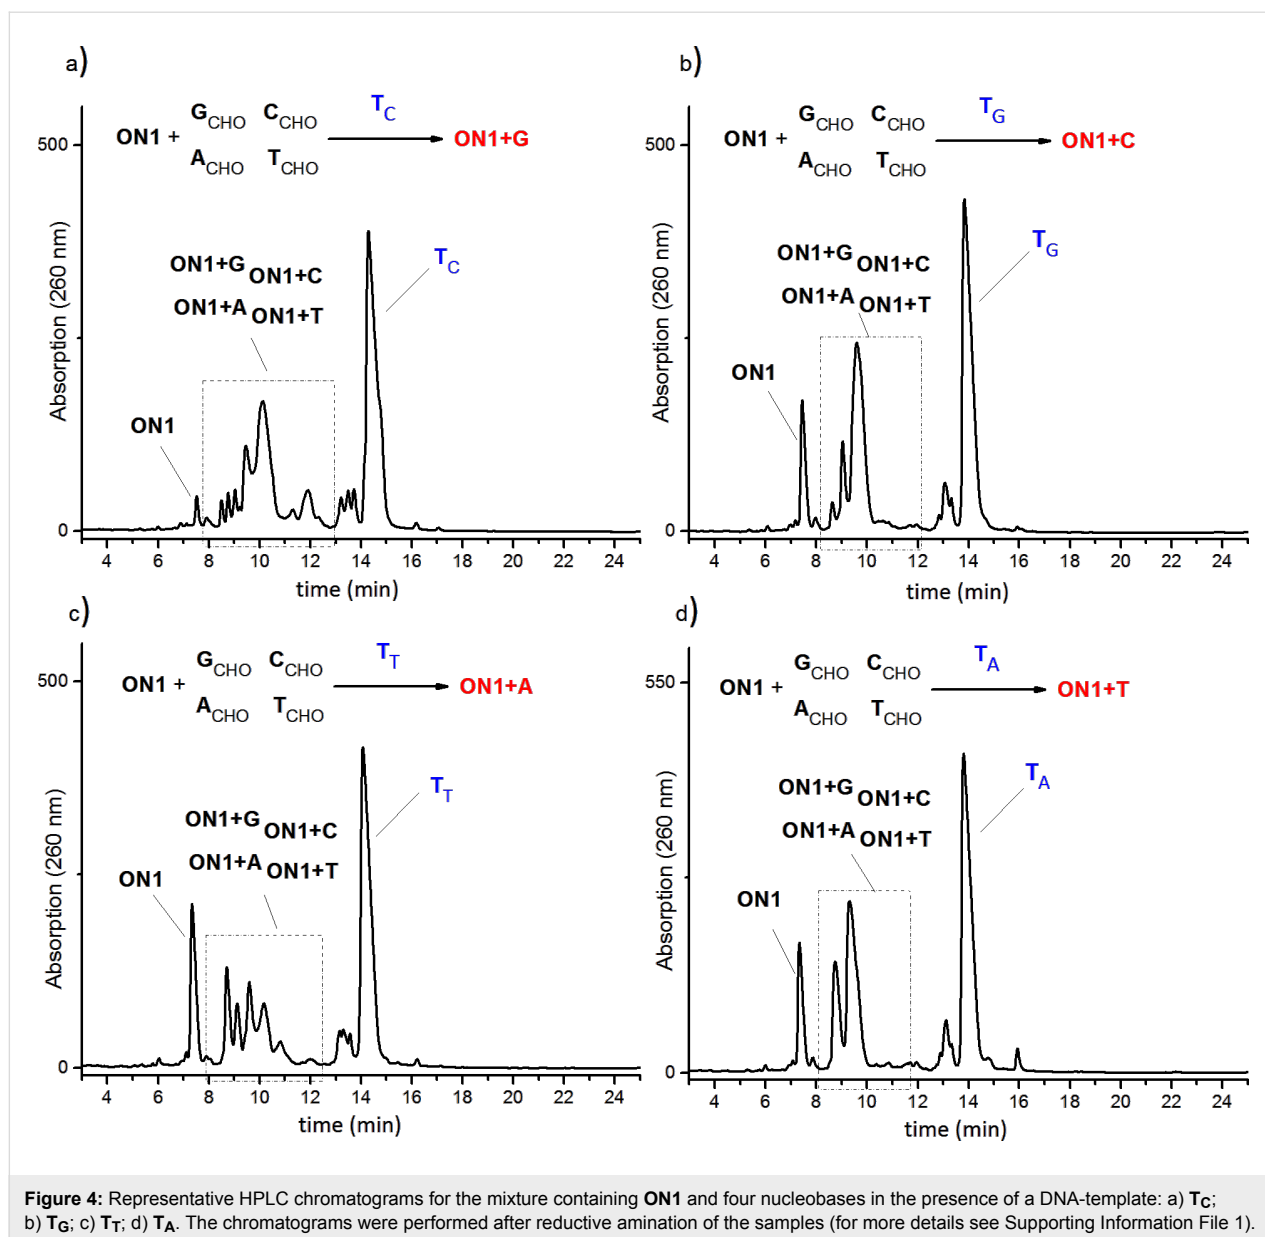 a)
G_CHO C_CHO
ON1 +
A_CHO T_CHO
T_C
ON1+G
500
0
Absorption (260 nm)
ON1+G ON1+C
ON1+A ON1+T
ON1
T_C
4 6 8 10 12 14 16 18 20 22 24
time (min)
b)
G_CHO C_CHO
ON1 +
A_CHO T_CHO
T_G
ON1+C
500
0
Absorption (260 nm)
ON1+G ON1+C
ON1+A ON1+T
ON1
T_G
4 6 8 10 12 14 16 18 20 22 24
time (min)
c)
G_CHO C_CHO
ON1 +
A_CHO T_CHO
T_T
ON1+A
500
0
Absorption (260 nm)
ON1+G ON1+C
ON1+A ON1+T
ON1
T_T
4 6 8 10 12 14 16 18 20 22 24
time (min)
d)
G_CHO C_CHO
ON1 +
A_CHO T_CHO
T_A
ON1+T
550
0
Absorption (260 nm)
ON1+G ON1+C
ON1+A ON1+T
ON1
T_A
4 6 8 10 12 14 16 18 20 22 24
time (min)
Figure 4: Representative HPLC chromatograms for the mixture containing ON1 and four nucleobases in the presence of a DNA-template: a) T_C;
b) T_G; c) T_T; d) T_A. The chromatograms were performed after reductive amination of the samples (for more details see Supporting Information File 1).